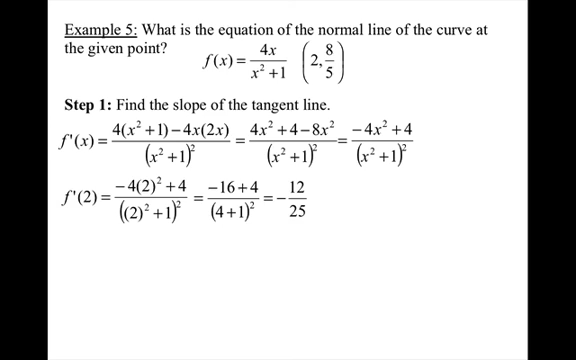 Example 5: What is the equation of the normal line of the curve at
the given point?
f(x) = 4x / (x² + 1) (2, 8/5)
Step 1: Find the slope of the tangent line.
f'(x) = (4(x² + 1) − 4x(2x)) / (x² + 1)² = (4x² + 4 − 8x²) / (x² + 1)² = (−4x² + 4) / (x² + 1)²
f'(2) = (−4(2)² + 4) / ((2)² + 1)² = (−16 + 4) / (4 + 1)² = −12/25